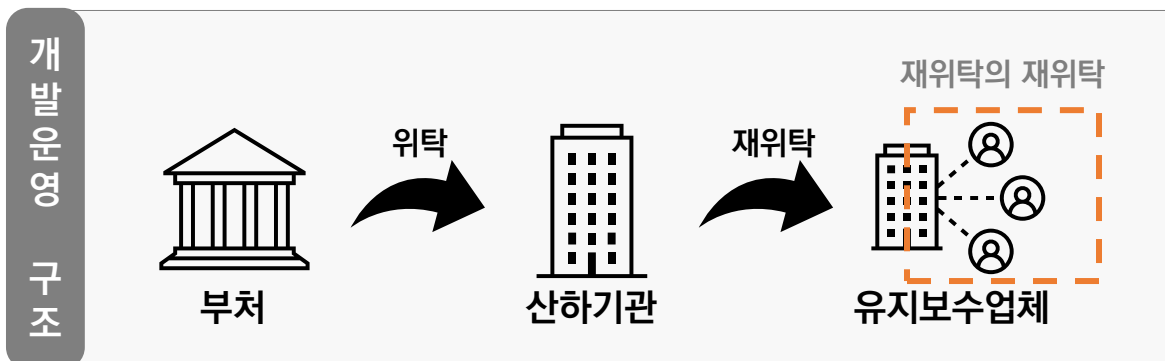 개발운영 구조
재위탁의 재위탁
위탁
재위탁
부처
산하기관
유지보수업체